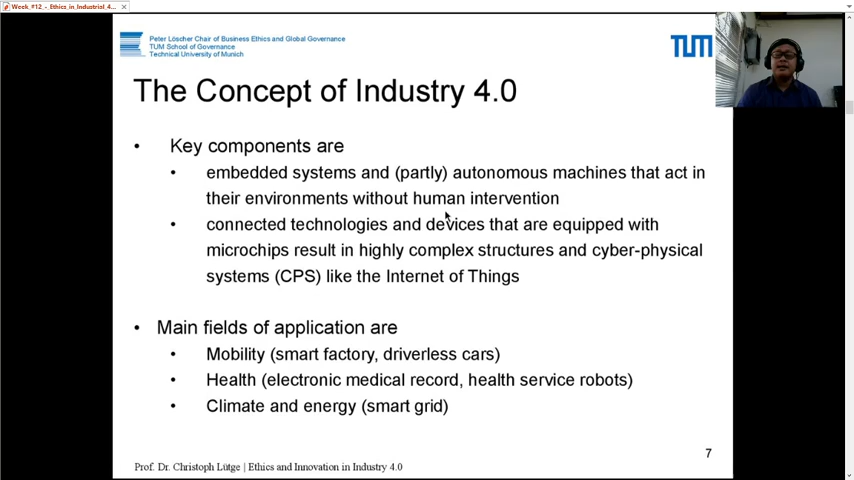 Week_#12_-_Ethics_in_Industrial_4...
Peter Löscher Chair of Business Ethics and Global Governance
TUM School of Governance
Technical University of Munich
TUM
The Concept of Industry 4.0
• Key components are
• embedded systems and (partly) autonomous machines that act in
their environments without human intervention
• connected technologies and devices that are equipped with
microchips result in highly complex structures and cyber-physical
systems (CPS) like the Internet of Things
• Main fields of application are
• Mobility (smart factory, driverless cars)
• Health (electronic medical record, health service robots)
• Climate and energy (smart grid)
7
Prof. Dr. Christoph Lütge | Ethics and Innovation in Industry 4.0